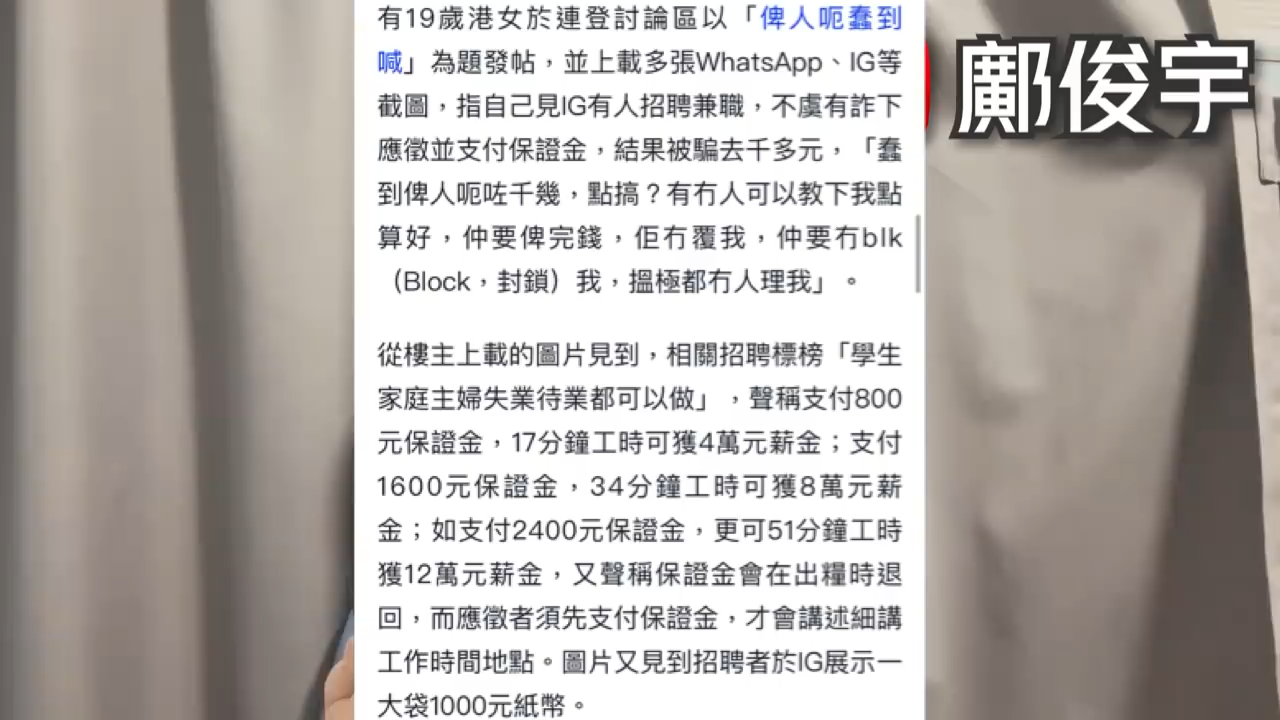 有19歲港女於連登討論區以「俾人呃蠢到
喊」為題發帖，並上載多張WhatsApp、IG等
截圖，指自己見IG有人招聘兼職，不虞有詐下
應徵並支付保證金，結果被騙去千多元，「蠢
到俾人呃咗千幾，點搞？有冇人可以教下我點
算好，仲要俾完錢，佢冇覆我，仲要冇blk
（Block，封鎖）我，搵極都冇人理我」。
從樓主上載的圖片見到，相關招聘標榜「學生
家庭主婦失業待業都可以做」，聲稱支付800
元保證金，17分鐘工時可獲4萬元薪金；支付
1600元保證金，34分鐘工時可獲8萬元薪
金；如支付2400元保證金，更可51分鐘工時
獲12萬元薪金，又聲稱保證金會在出糧時退
回，而應徵者須先支付保證金，才會講述細講
工作時間地點。圖片又見到招聘者於IG展示一
大袋1000元紙幣。
鄺俊宇